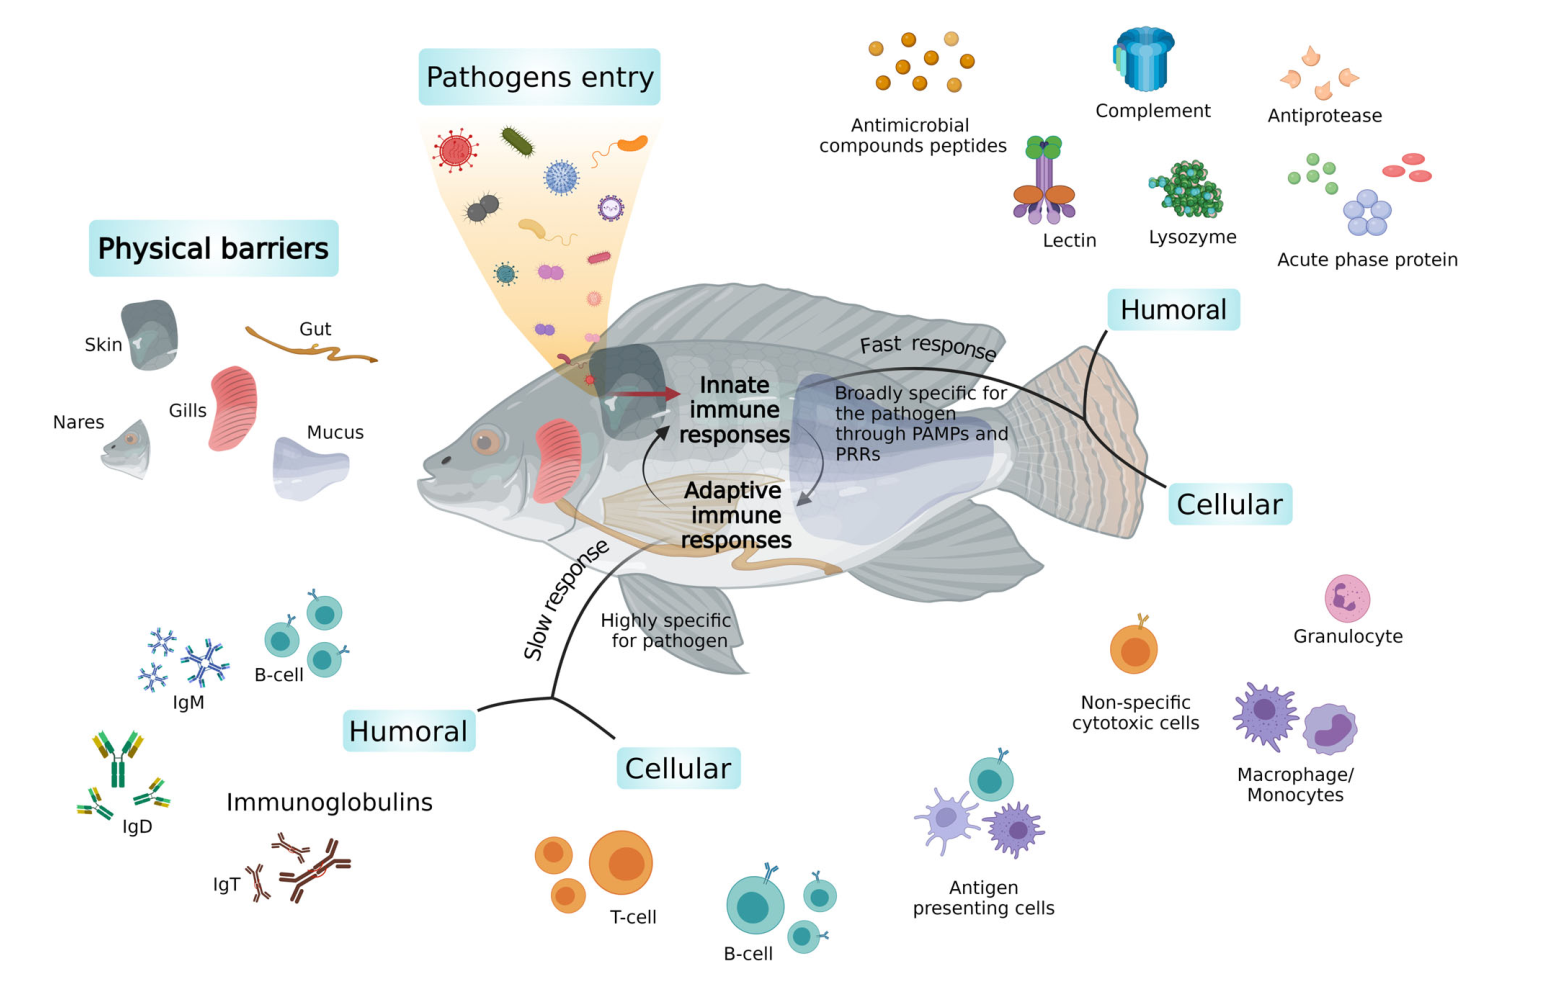 Pathogens entry
Antimicrobial
compounds peptides
Complement
Antiprotease
Lectin
Lysozyme
Acute phase protein
Physical barriers
Skin
Gut
Nares
Gills
Mucus
Humoral
Fast response
Innate
immune
responses
Broadly specific for
the pathogen
through PAMPs and
PRRs
Cellular
Adaptive
immune
responses
Slow response
Highly specific
for pathogen
Granulocyte
Non-specific
cytotoxic cells
Macrophage/
Monocytes
B-cell
IgM
Humoral
Cellular
IgD
Immunoglobulins
IgT
T-cell
B-cell
Antigen
presenting cells